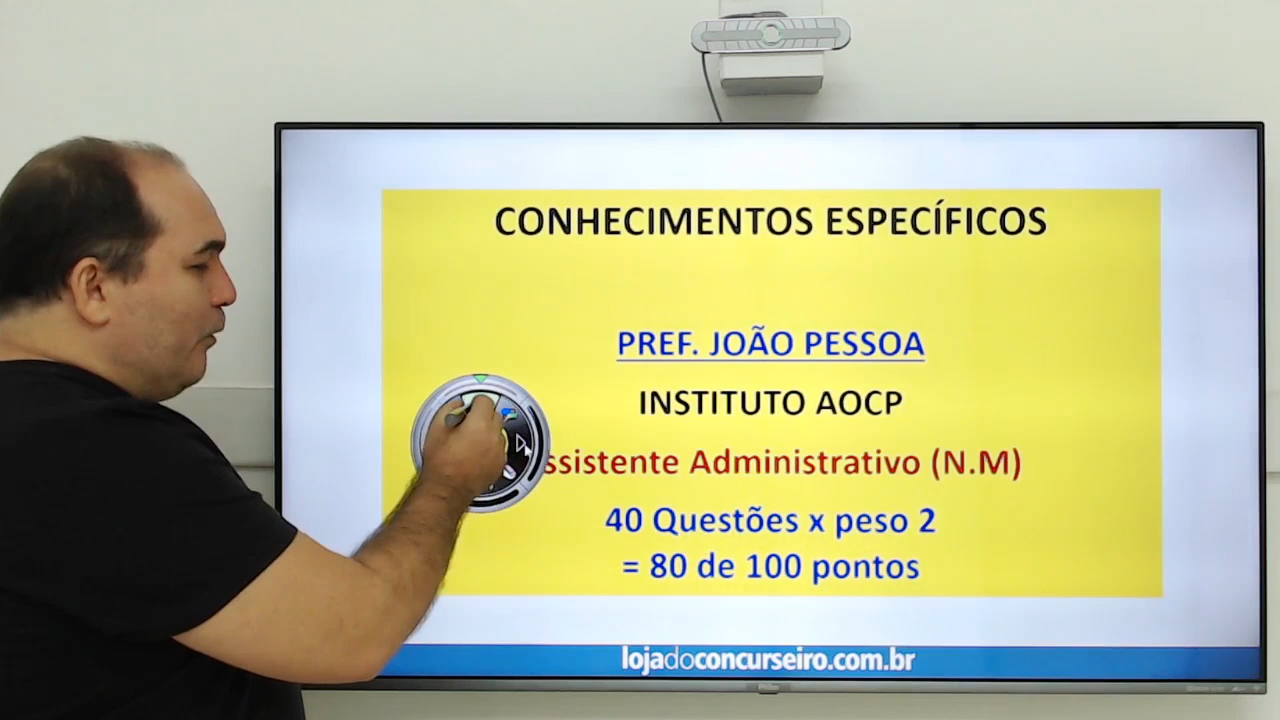 CONHECIMENTOS ESPECÍFICOS
PREF. JOÃO PESSOA
INSTITUTO AOCP
ssistente Administrativo (N.M)
40 Questões x peso 2
= 80 de 100 pontos
lojadoconcurseiro.com.br